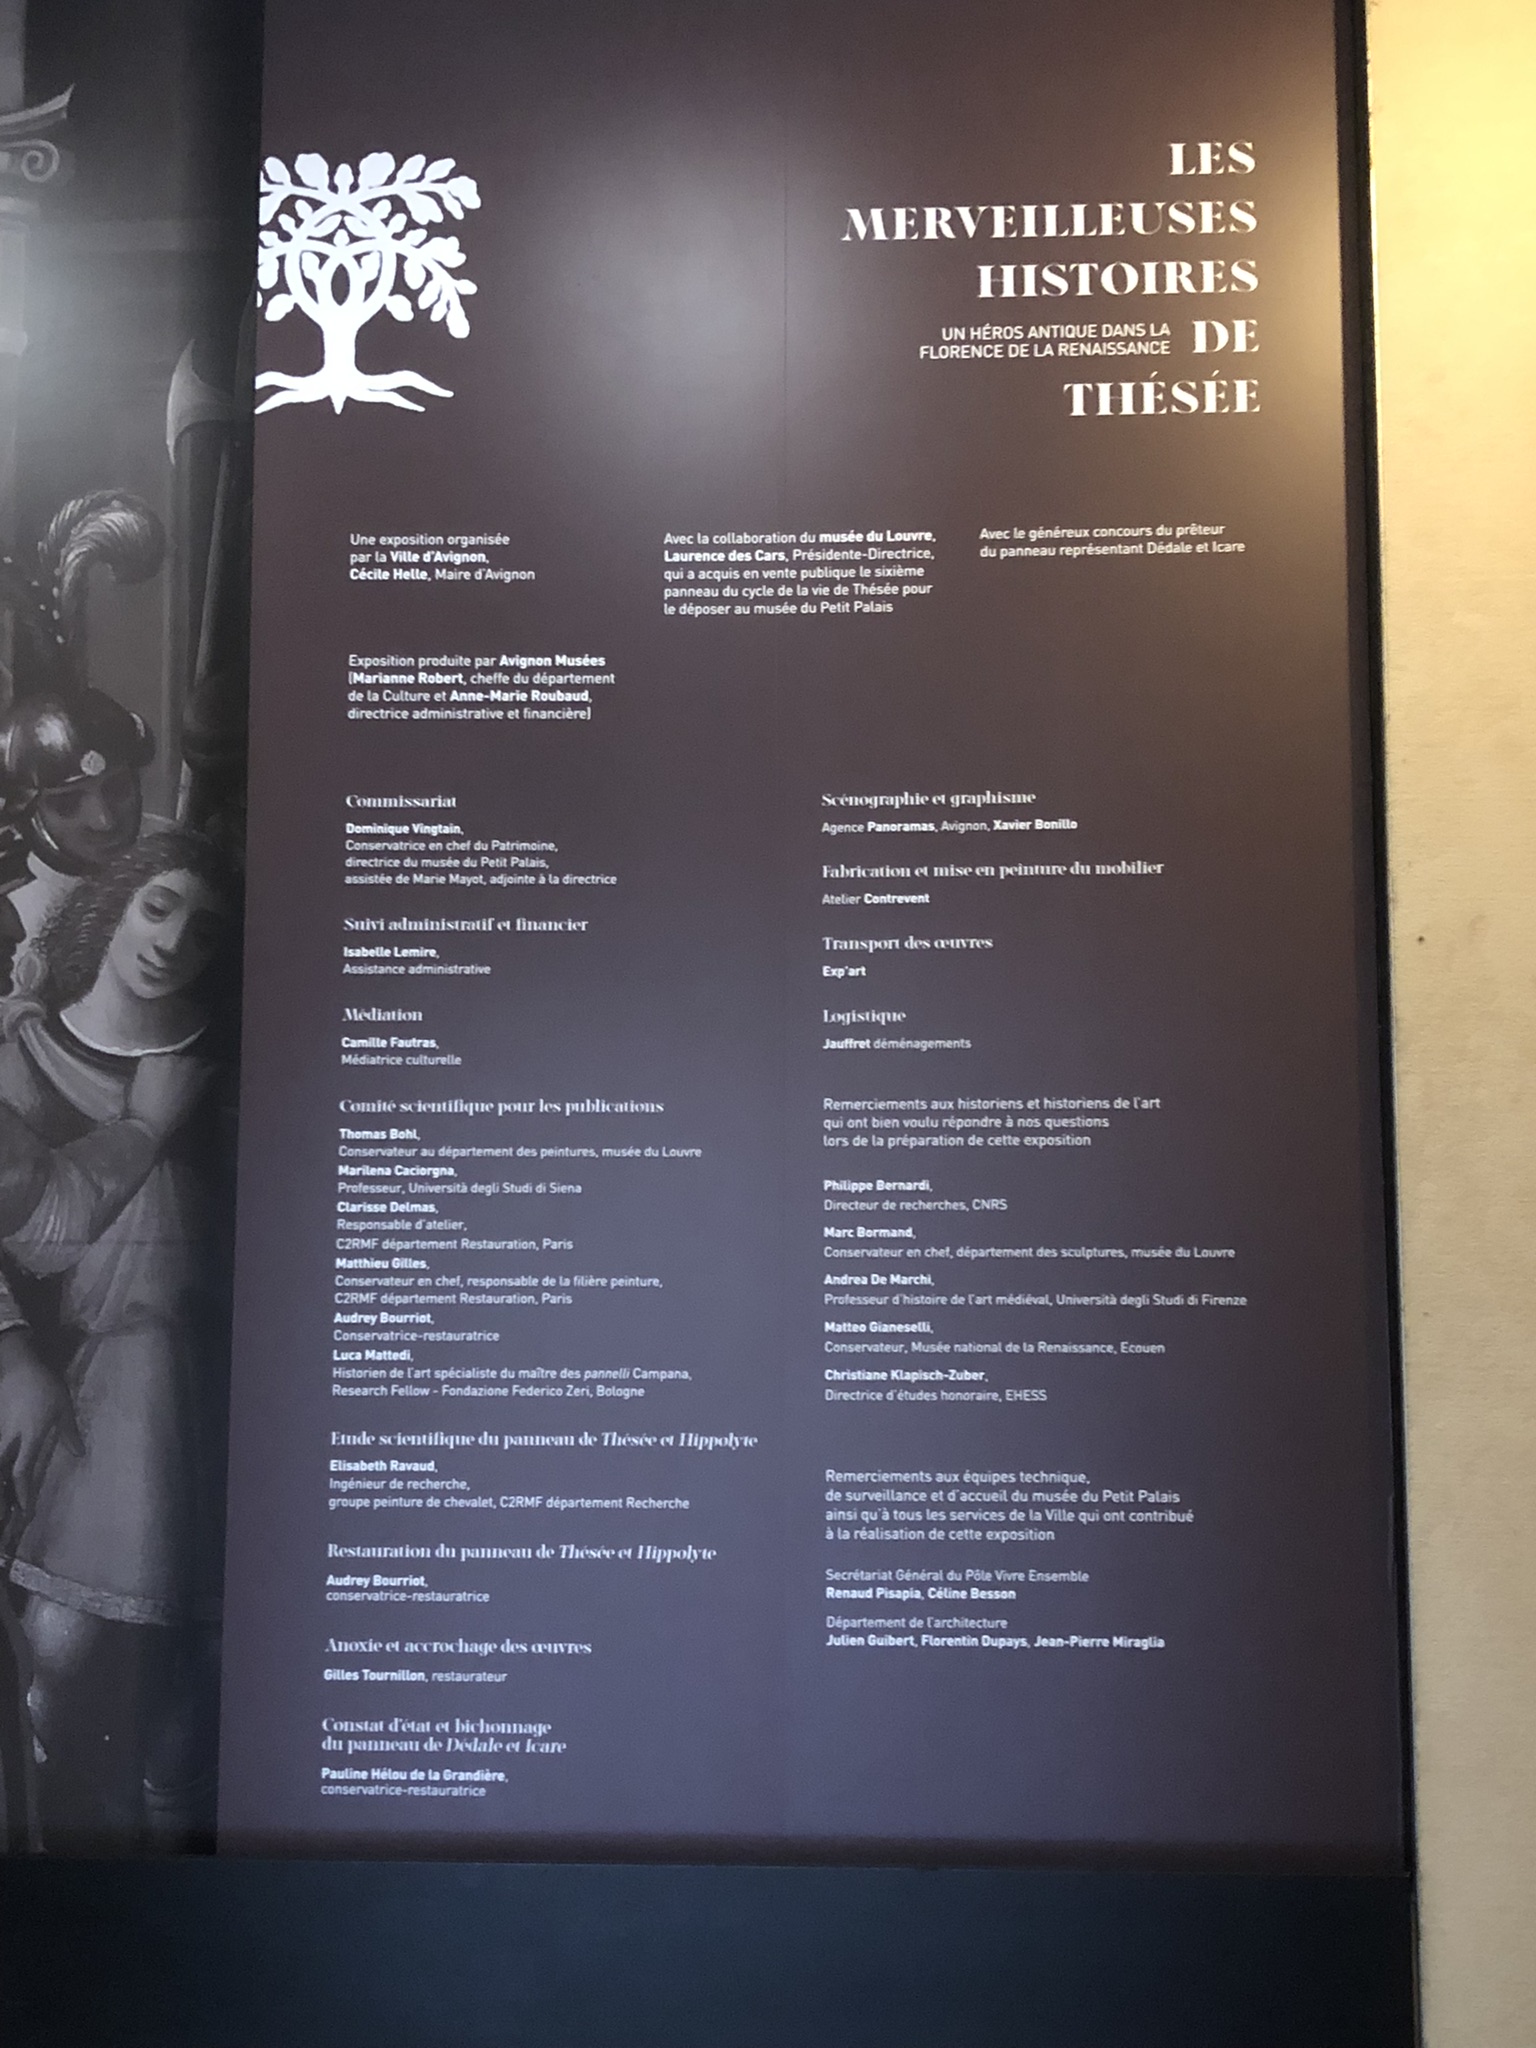 LES
MERVEILLEUSES
HISTOIRES
UN HÉROS ANTIQUE DANS LA
FLORENCE DE LA RENAISSANCE
DE
THÉSÉE
Une exposition organisée
par la Ville d'Avignon,
Cécile Helle, Maire d'Avignon
Avec la collaboration du musée du Louvre,
Laurence des Cars, Présidente-Directrice,
qui a acquis en vente publique le sixième
panneau du cycle de la vie de Thésée pour
le déposer au musée du Petit Palais
Avec le généreux concours du prêteur
du panneau représentant Dédale et Icare
Exposition produite par Avignon Musées
(Marianne Robert, cheffe du département
de la Culture et Anne-Marie Roubaud,
directrice administrative et financière)
Commissariat
Dominique Vingtain,
Conservatrice en chef du Patrimoine,
directrice du musée du Petit Palais,
assistée de Marie Mayot, adjointe à la directrice
Suivi administratif et financier
Isabelle Lemire,
Assistance administrative
Médiation
Camille Fautras,
Médiatrice culturelle
Comité scientifique pour les publications
Thomas Bohl,
Conservateur au département des peintures, musée du Louvre
Marilena Caciorgna,
Professeur, Università degli Studi di Siena
Clarisse Delmas,
Responsable d'atelier,
C2RMF département Restauration, Paris
Matthieu Gilles,
Conservateur en chef, responsable de la filière peinture,
C2RMF département Restauration, Paris
Audrey Bourriot,
Conservatrice-restauratrice
Luca Mattedi,
Historien de l'art spécialiste du maître des pannelli Campana,
Research Fellow - Fondazione Federico Zeri, Bologne
Etude scientifique du panneau de Thésée et Hippolyte
Elisabeth Ravaud,
Ingénieur de recherche,
groupe peinture de chevalet, C2RMF département Recherche
Restauration du panneau de Thésée et Hippolyte
Audrey Bourriot,
conservatrice-restauratrice
Anoxie et accrochage des œuvres
Gilles Tournillon, restaurateur
Constat d'état et bichonnage
du panneau de Dédale et Icare
Pauline Hélou de la Grandière,
conservatrice-restauratrice
Scénographie et graphisme
Agence Panoramas, Avignon, Xavier Bonillo
Fabrication et mise en peinture du mobilier
Atelier Contrevent
Transport des œuvres
Exp'art
Logistique
Jauffret déménagements
Remerciements aux historiens et historiens de l'art
qui ont bien voulu répondre à nos questions
lors de la préparation de cette exposition
Philippe Bernardi,
Directeur de recherches, CNRS
Marc Bormand,
Conservateur en chef, département des sculptures, musée du Louvre
Andrea De Marchi,
Professeur d'histoire de l'art médiéval, Università degli Studi di Firenze
Matteo Gianeselli,
Conservateur, Musée national de la Renaissance, Ecouen
Christiane Klapisch-Zuber,
Directrice d'études honoraire, EHESS
Remerciements aux équipes technique,
de surveillance et d'accueil du musée du Petit Palais
ainsi qu'à tous les services de la Ville qui ont contribué
à la réalisation de cette exposition
Secrétariat Général du Pôle Vivre Ensemble
Renaud Pisapia, Céline Besson
Département de l'architecture
Julien Guibert, Florentin Dupays, Jean-Pierre Miraglia